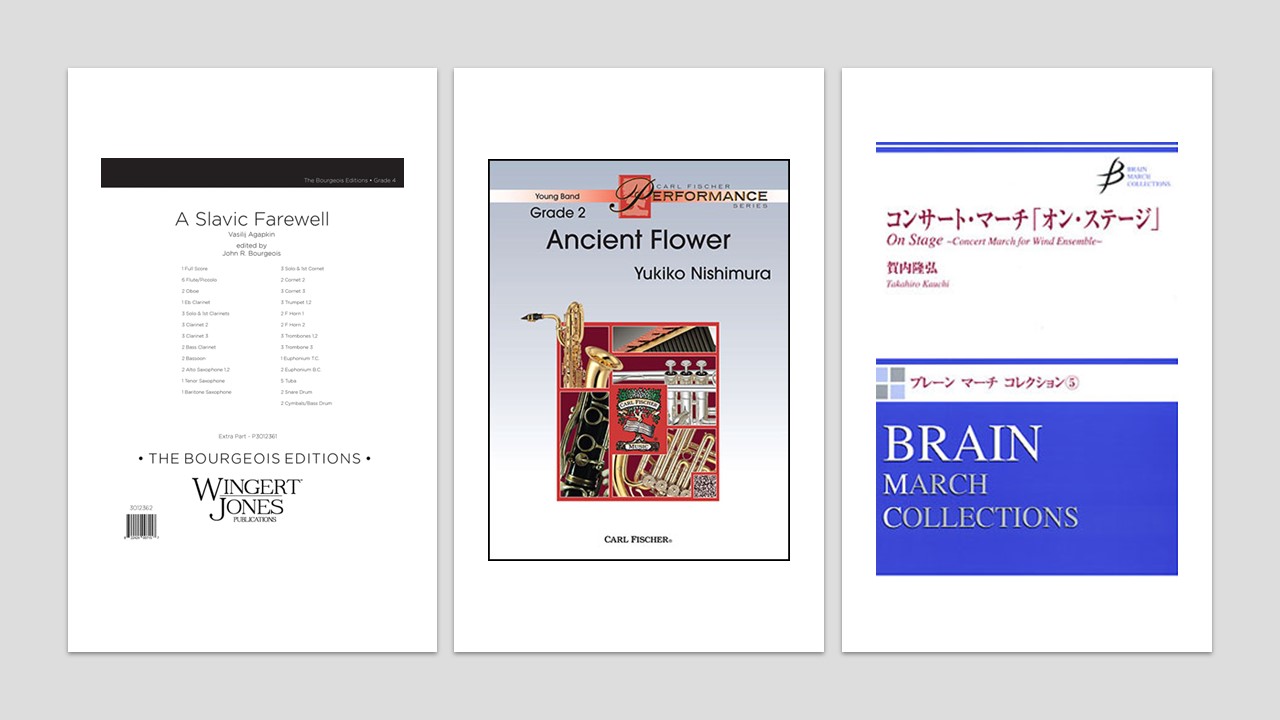 The Bourgeois Editions • Grade 4
A Slavic Farewell
Vasilij Agapkin
edited by
John R. Bourgeois
1 Full Score
6 Flute/Piccolo
2 Oboe
1 Eb Clarinet
3 Solo & 1st Clarinets
3 Clarinet 2
3 Clarinet 3
2 Bass Clarinet
2 Bassoon
2 Alto Saxophone 1,2
1 Tenor Saxophone
1 Baritone Saxophone
3 Solo & 1st Cornet
2 Cornet 2
3 Cornet 3
3 Trumpet 1,2
2 F Horn 1
2 F Horn 2
3 Trombones 1,2
3 Trombone 3
1 Euphonium T.C.
2 Euphonium B.C.
5 Tuba
2 Snare Drum
2 Cymbals/Bass Drum
Extra Part - P3012361
• THE BOURGEOIS EDITIONS •
WINGERT
JONES
PUBLICATIONS
3012362
CARL FISCHER
Young Band
PERFORMANCE
SERIES
Grade 2
Ancient Flower
Yukiko Nishimura
CARL FISCHER
MUSIC
CARL FISCHER®
BRAIN
MARCH
COLLECTIONS
コンサート・マーチ「オン・ステージ」
On Stage ~Concert March for Wind Ensemble~
賀内隆弘
Takahiro Kauchi
ブレーン マーチ コレクション⑤
BRAIN
MARCH
COLLECTIONS